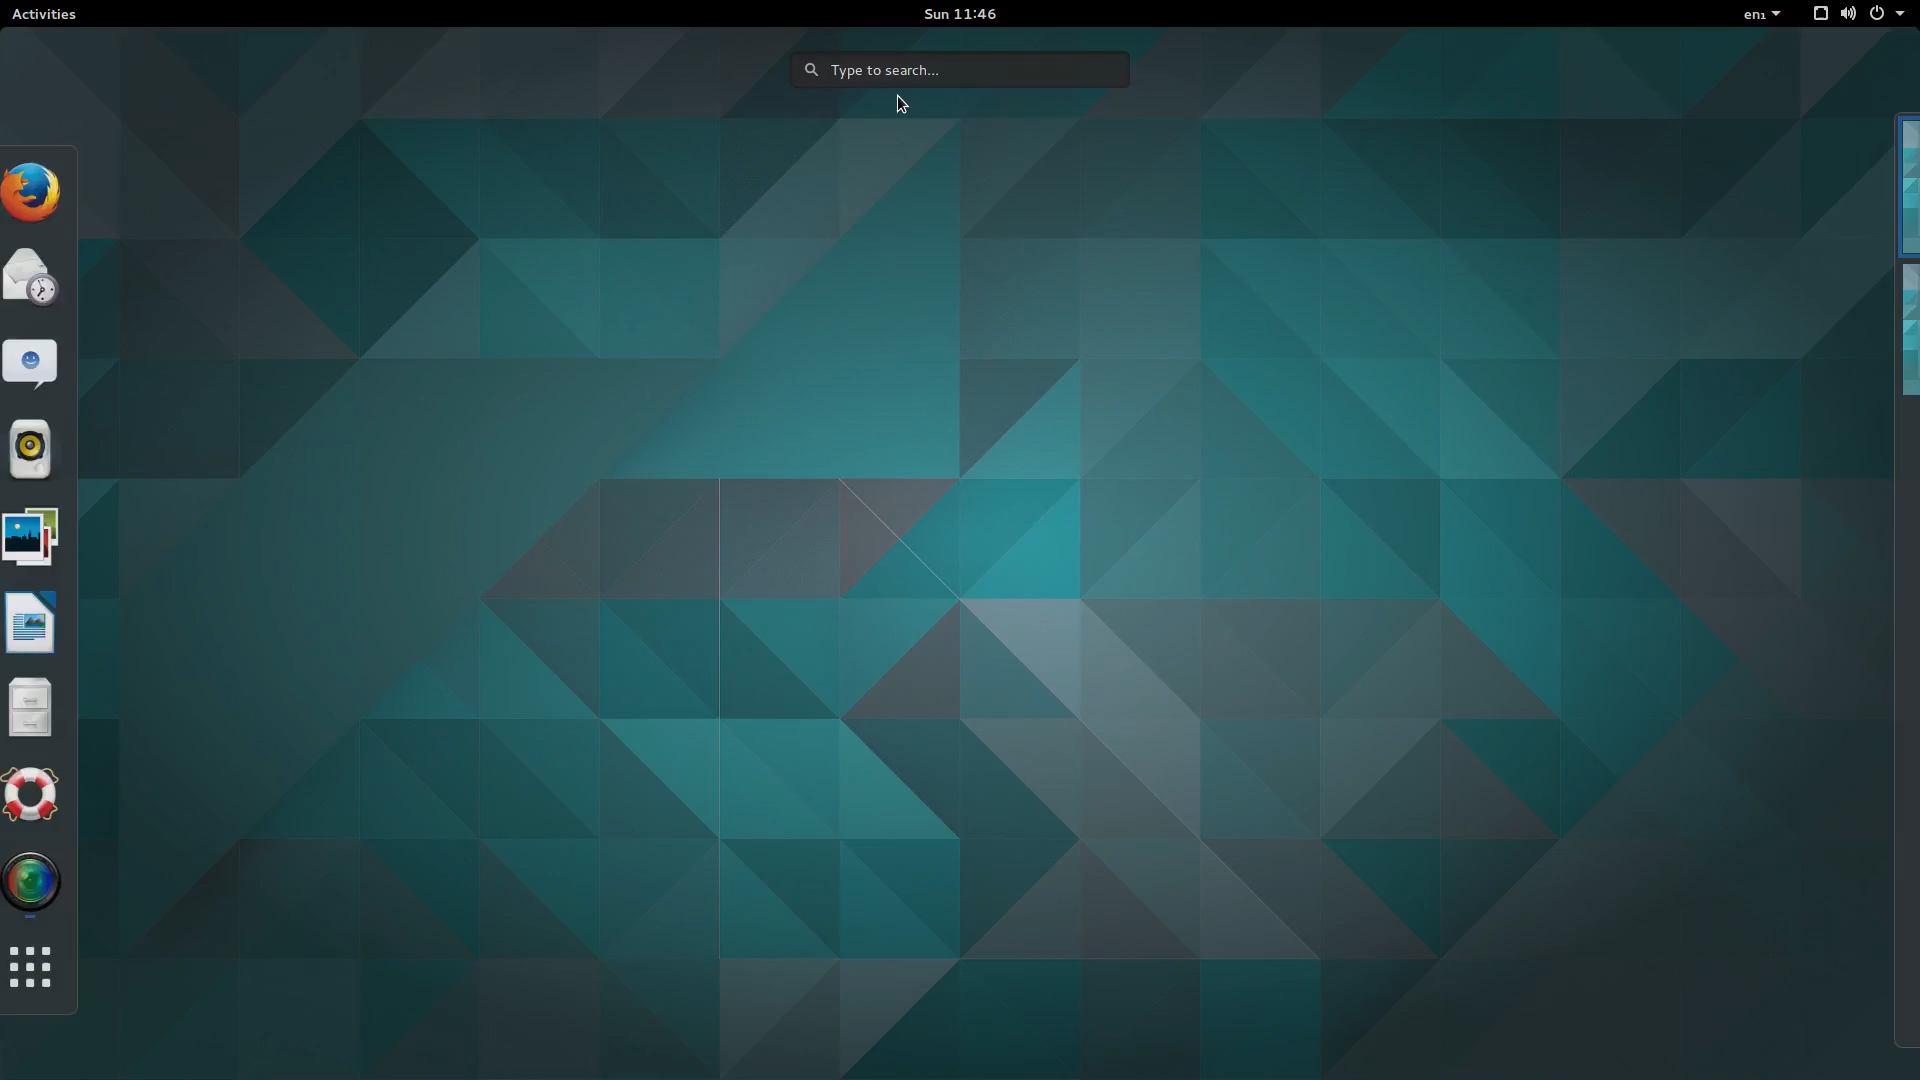 Activities
Sun 11:46
en₁
Type to search...